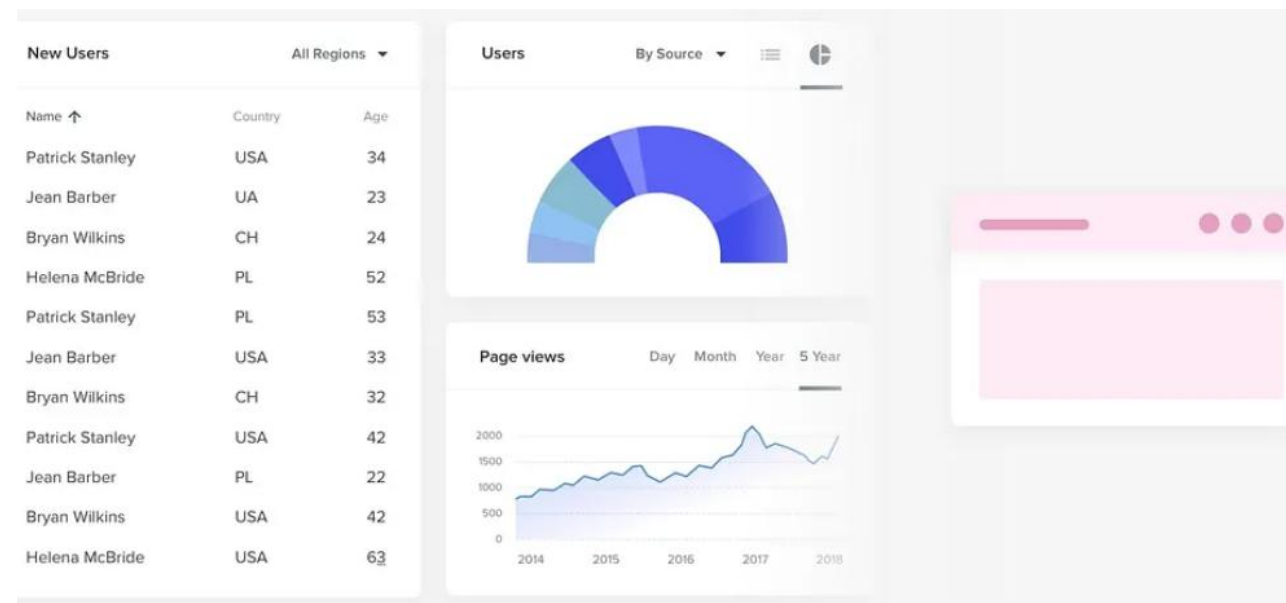 New Users All Regions
Name Country Age
Patrick Stanley USA 34
Jean Barber UA 23
Bryan Wilkins CH 24
Helena McBride PL 52
Patrick Stanley PL 53
Jean Barber USA 33
Bryan Wilkins CH 32
Patrick Stanley USA 42
Jean Barber PL 22
Bryan Wilkins USA 42
Helena McBride USA 63
Users By Source
Page views Day Month Year 5 Year
2000
1500
1000
500
0
2014 2015 2016 2017 2018